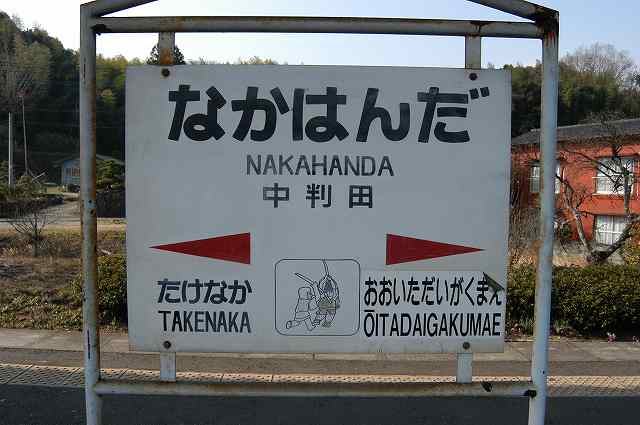 なかはんだ
NAKAHANDA
中判田
たけなか
TAKENAKA
おおいただいがくまえ
ŌITADAIGAKUMAE